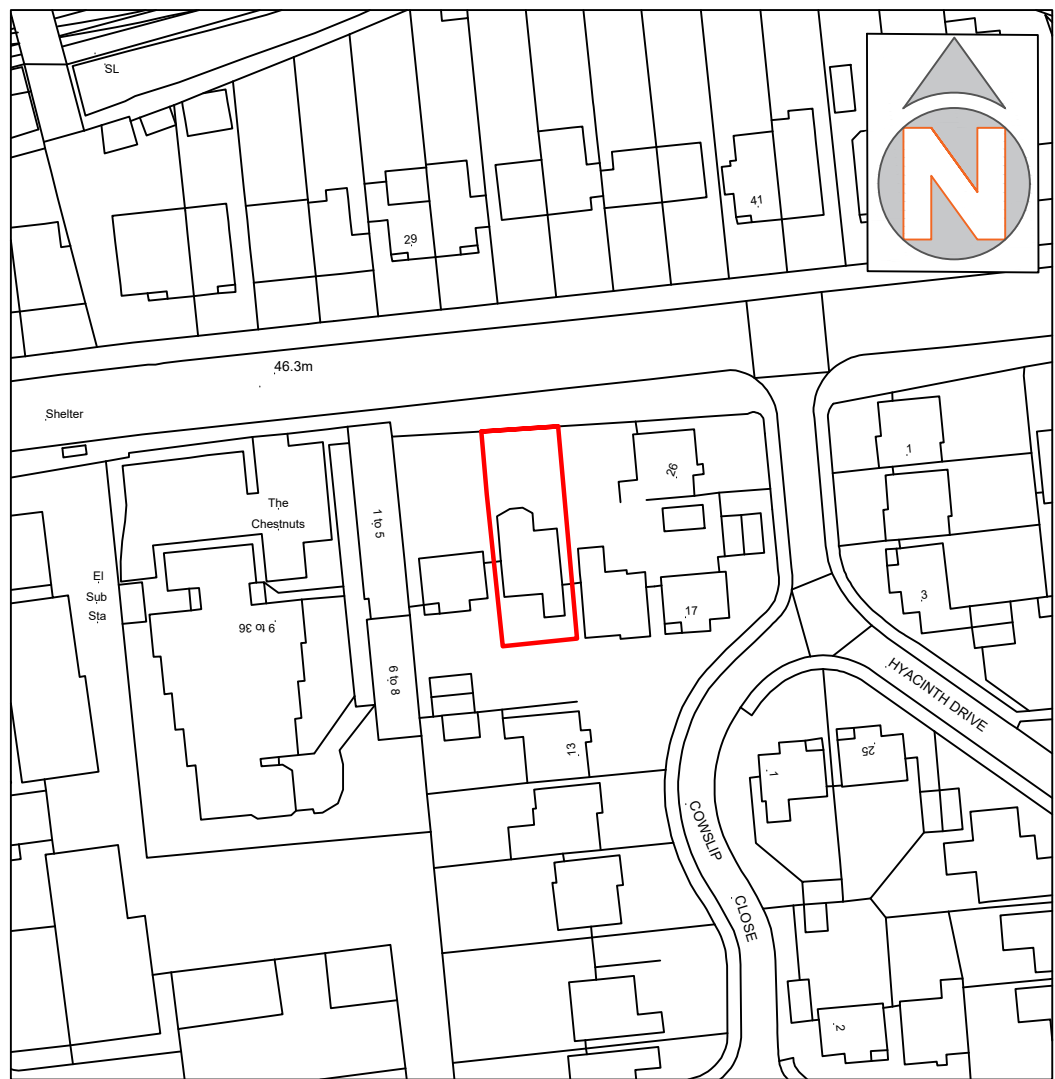 SL
N
41
29
46.3m
Shelter
1
26
The
Chestnuts
1 to 5
El
Sub
Sta
3
17
9 to 36
6 to 8
HYACINTH DRIVE
13
25
1
COWSLIP
CLOSE
2